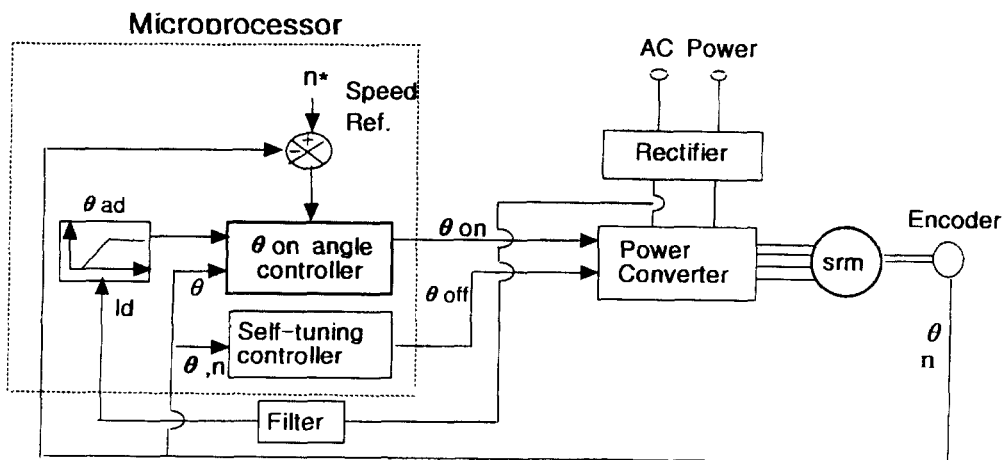 Microprocessor
AC Power
n*
Speed
Ref.
+
−
Rectifier
θ ad
Encoder
θ on angle
controller
θ on
Power
Converter
srm
θ
Id
θ off
Self-tuning
controller
θ ,n
θ
n
Filter